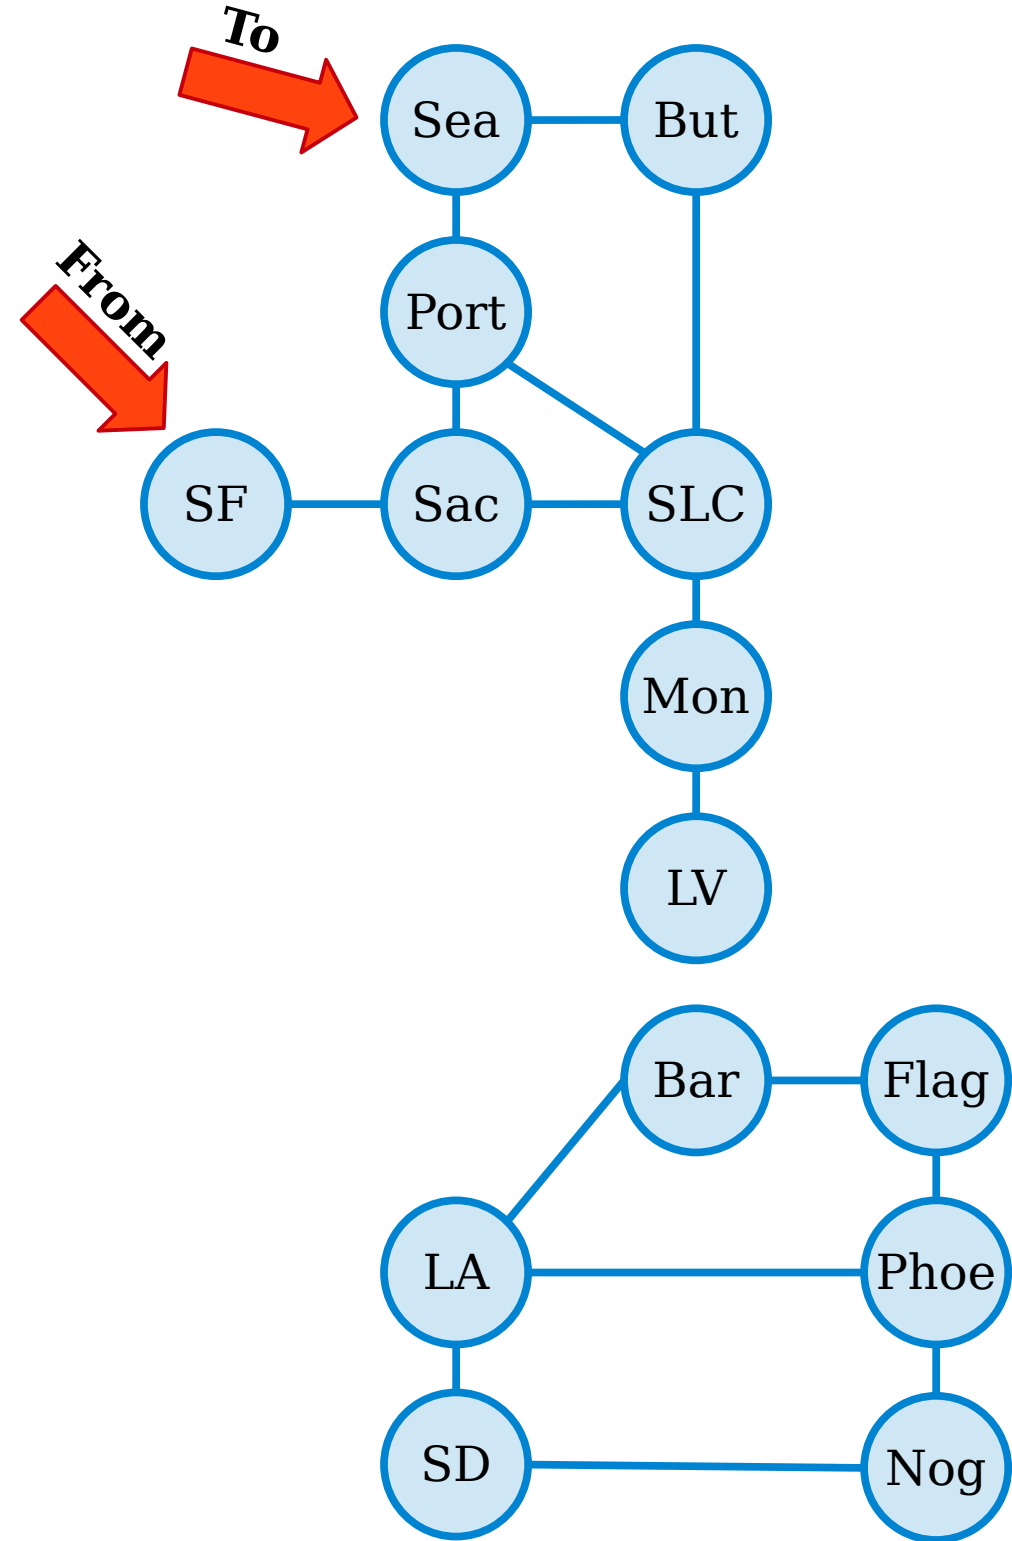 To
Sea
But
From
Port
SF
Sac
SLC
Mon
LV
Bar
Flag
LA
Phoe
SD
Nog